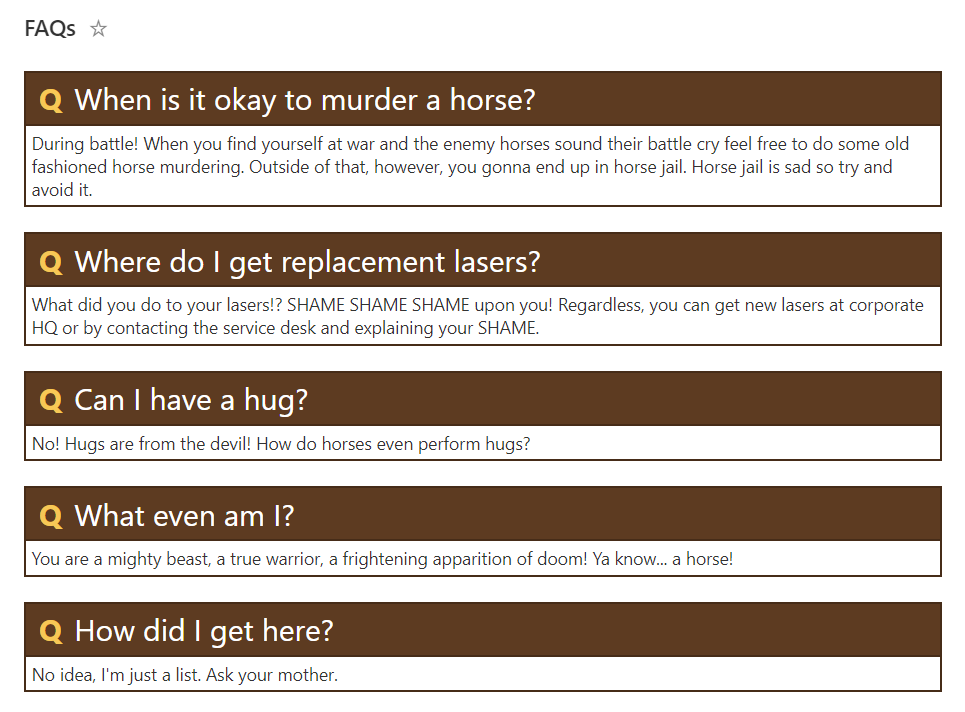 FAQs ☆
Q When is it okay to murder a horse?
During battle! When you find yourself at war and the enemy horses sound their battle cry feel free to do some old
fashioned horse murdering. Outside of that, however, you gonna end up in horse jail. Horse jail is sad so try and
avoid it.
Q Where do I get replacement lasers?
What did you do to your lasers!? SHAME SHAME SHAME upon you! Regardless, you can get new lasers at corporate
HQ or by contacting the service desk and explaining your SHAME.
Q Can I have a hug?
No! Hugs are from the devil! How do horses even perform hugs?
Q What even am I?
You are a mighty beast, a true warrior, a frightening apparition of doom! Ya know... a horse!
Q How did I get here?
No idea, I'm just a list. Ask your mother.